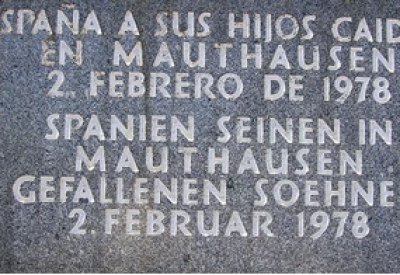 SPAÑA A SUS HIJOS CAID
EN MAUTHAUSEN
2. FEBRERO DE 1978
SPANIEN SEINEN IN
MAUTHAUSEN
GEFALLENEN SOEHNE
2. FEBRUAR 1978